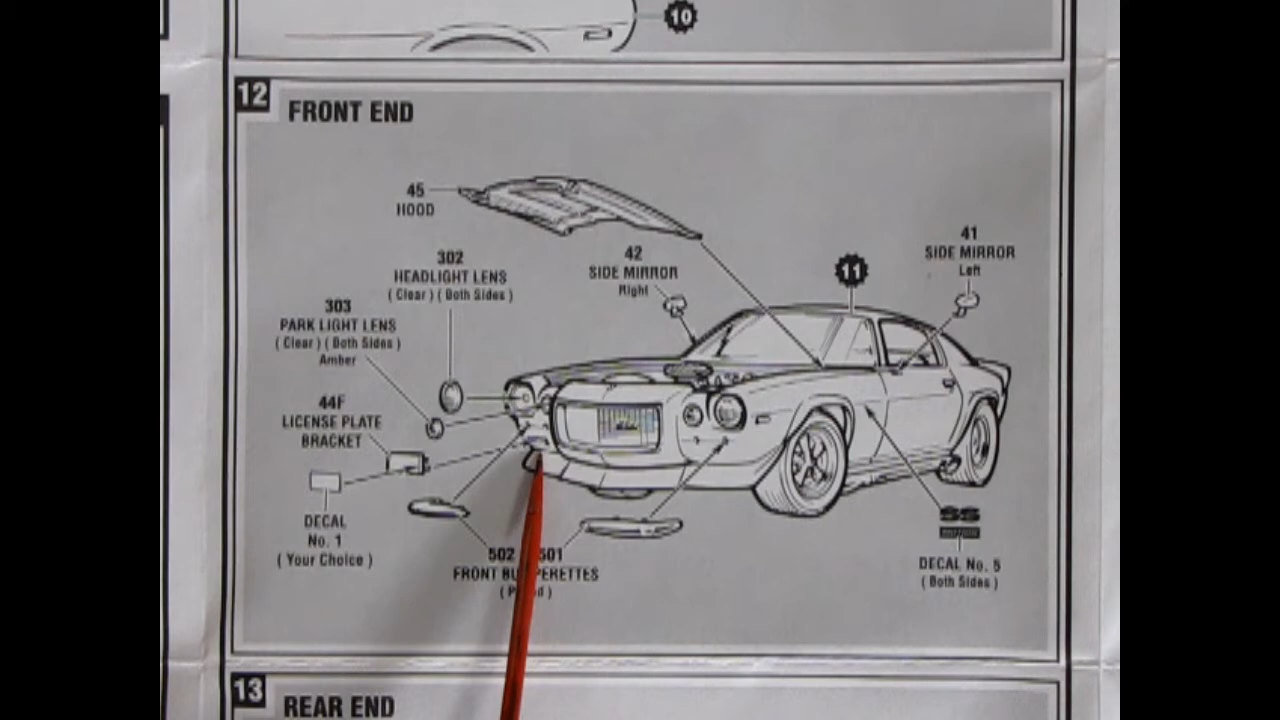 10
12
FRONT END
45
HOOD
42
SIDE MIRROR
Right
41
SIDE MIRROR
Left
11
302
HEADLIGHT LENS
( Clear ) ( Both Sides )
303
PARK LIGHT LENS
( Clear ) ( Both Sides )
Amber
44F
LICENSE PLATE
BRACKET
DECAL
No. 1
( Your Choice )
502 501
FRONT
SS
DECAL No. 5
( Both Sides )
13
REAR END